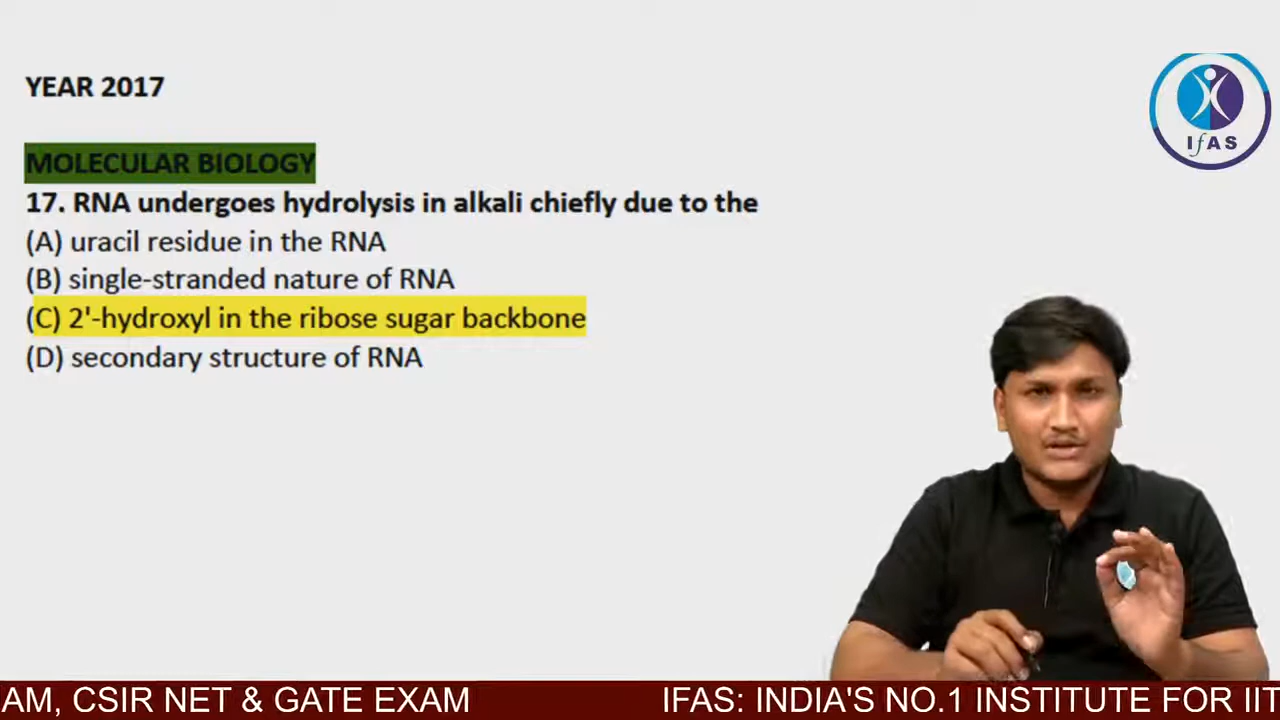 YEAR 2017
IfAS
MOLECULAR BIOLOGY
17. RNA undergoes hydrolysis in alkali chiefly due to the
(A) uracil residue in the RNA
(B) single-stranded nature of RNA
(C) 2'-hydroxyl in the ribose sugar backbone
(D) secondary structure of RNA
AM, CSIR NET & GATE EXAM IFAS: INDIA'S NO.1 INSTITUTE FOR IIT